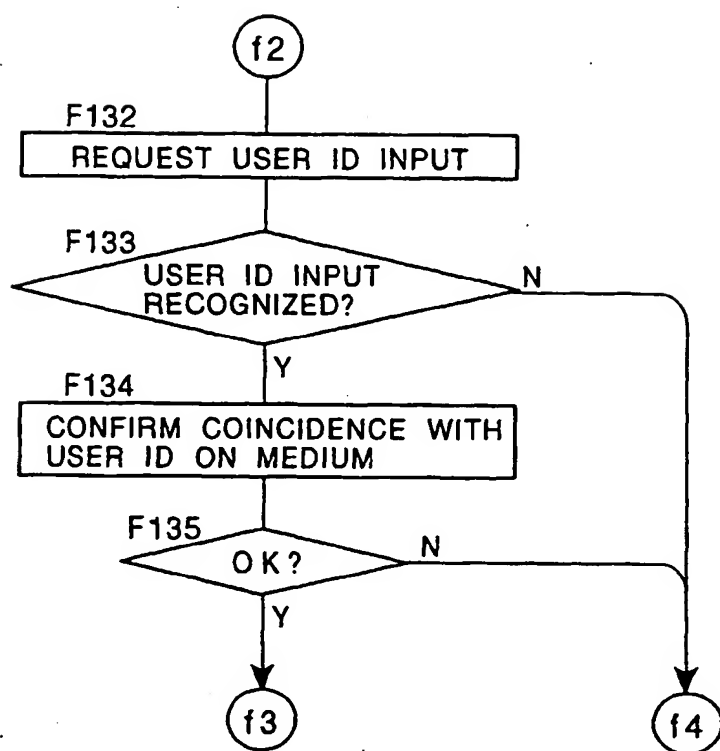 f2
F132
REQUEST USER ID INPUT
F133
USER ID INPUT
RECOGNIZED?
N
Y
F134
CONFIRM COINCIDENCE WITH
USER ID ON MEDIUM
F135
OK?
N
Y
f3
f4